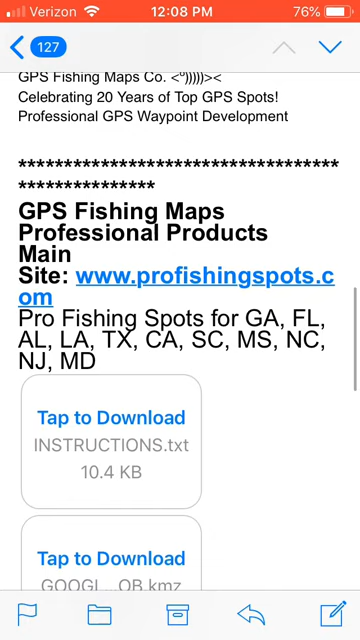 Verizon 12:08 PM 76%
127
GPS Fishing Maps Co. <º)))))><
Celebrating 20 Years of Top GPS Spots!
Professional GPS Waypoint Development
***********************************
***************
GPS Fishing Maps
Professional Products
Main
Site: www.profishingspots.c
om
Pro Fishing Spots for GA, FL,
AL, LA, TX, CA, SC, MS, NC,
NJ, MD
Tap to Download
INSTRUCTIONS.txt
10.4 KB
Tap to Download
GOOGL...OB.kmz